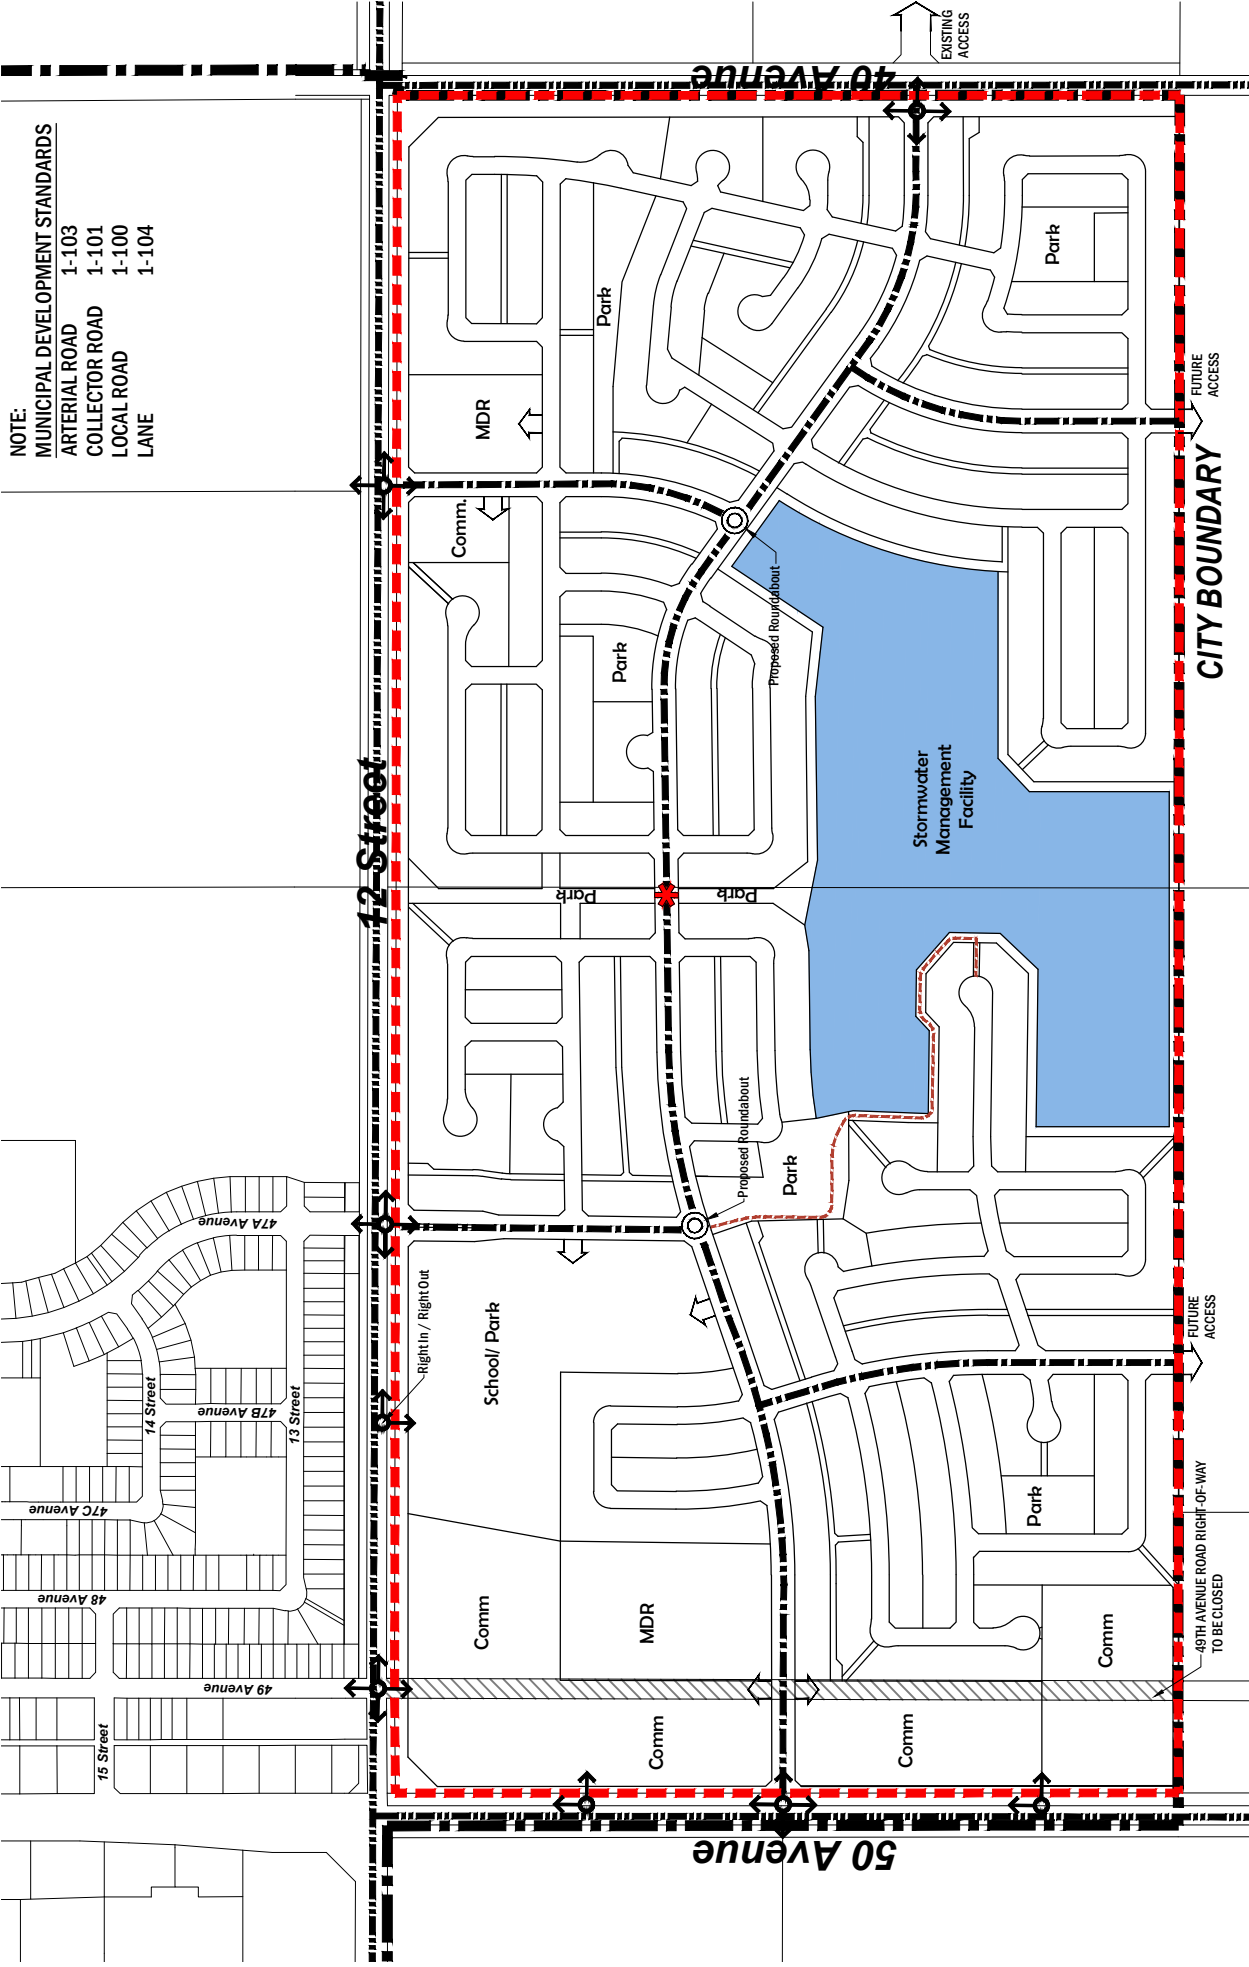 NOTE:
MUNICIPAL DEVELOPMENT STANDARDS
ARTERIAL ROAD 1-103
COLLECTOR ROAD 1-101
LOCAL ROAD 1-100
LANE 1-104
40 Avenue
EXISTING
ACCESS
Park
Park
MDR
FUTURE
ACCESS
Comm.
Proposed Roundabout
CITY BOUNDARY
Park
12 Street
Stormwater
Management
Facility
Park
Park
Proposed Roundabout
Park
47A Avenue
Right In / Right Out
School/ Park
FUTURE
ACCESS
14 Street
47B Avenue
13 Street
47C Avenue
Park
48 Avenue
Comm
MDR
Comm
49TH AVENUE ROAD RIGHT-OF-WAY
TO BE CLOSED
49 Avenue
15 Street
Comm
Comm
50 Avenue